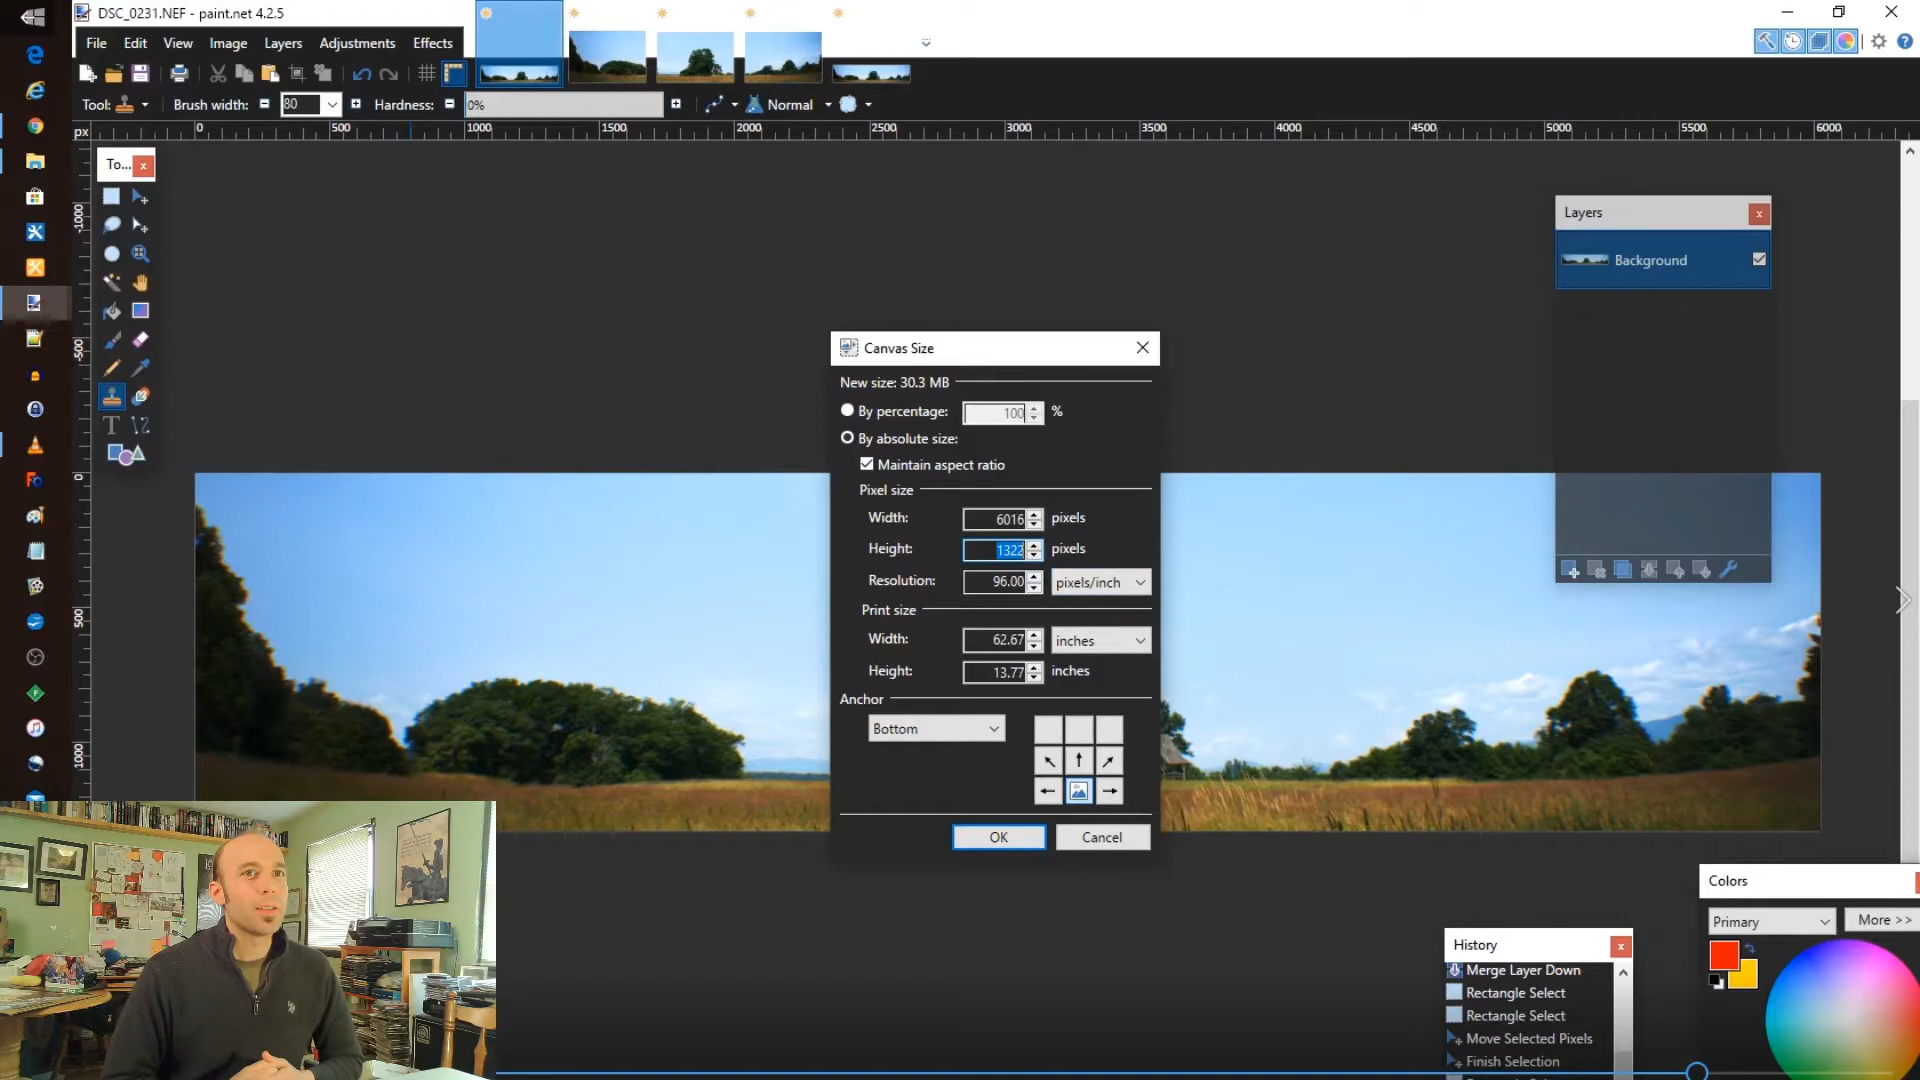 DSC_0231.NEF - paint.net 4.2.5
File Edit View Image Layers Adjustments Effects
Tool: Brush width: 80 Hardness: 0% Normal
px 0 500 1000 1500 2000 2500 3000 3500 4000 4500 5000 5500 6000
To... x
-1000
-500
0
500
1000
Layers x
Background
Canvas Size
New size: 30.3 MB
By percentage: 100 %
By absolute size:
Maintain aspect ratio
Pixel size
Width: 6016 pixels
Height: 1322 pixels
Resolution: 96.00 pixels/inch
Print size
Width: 62.67 inches
Height: 13.77 inches
Anchor
Bottom
OK Cancel
Colors
Primary More >>
History x
Merge Layer Down
Rectangle Select
Rectangle Select
Move Selected Pixels
Finish Selection